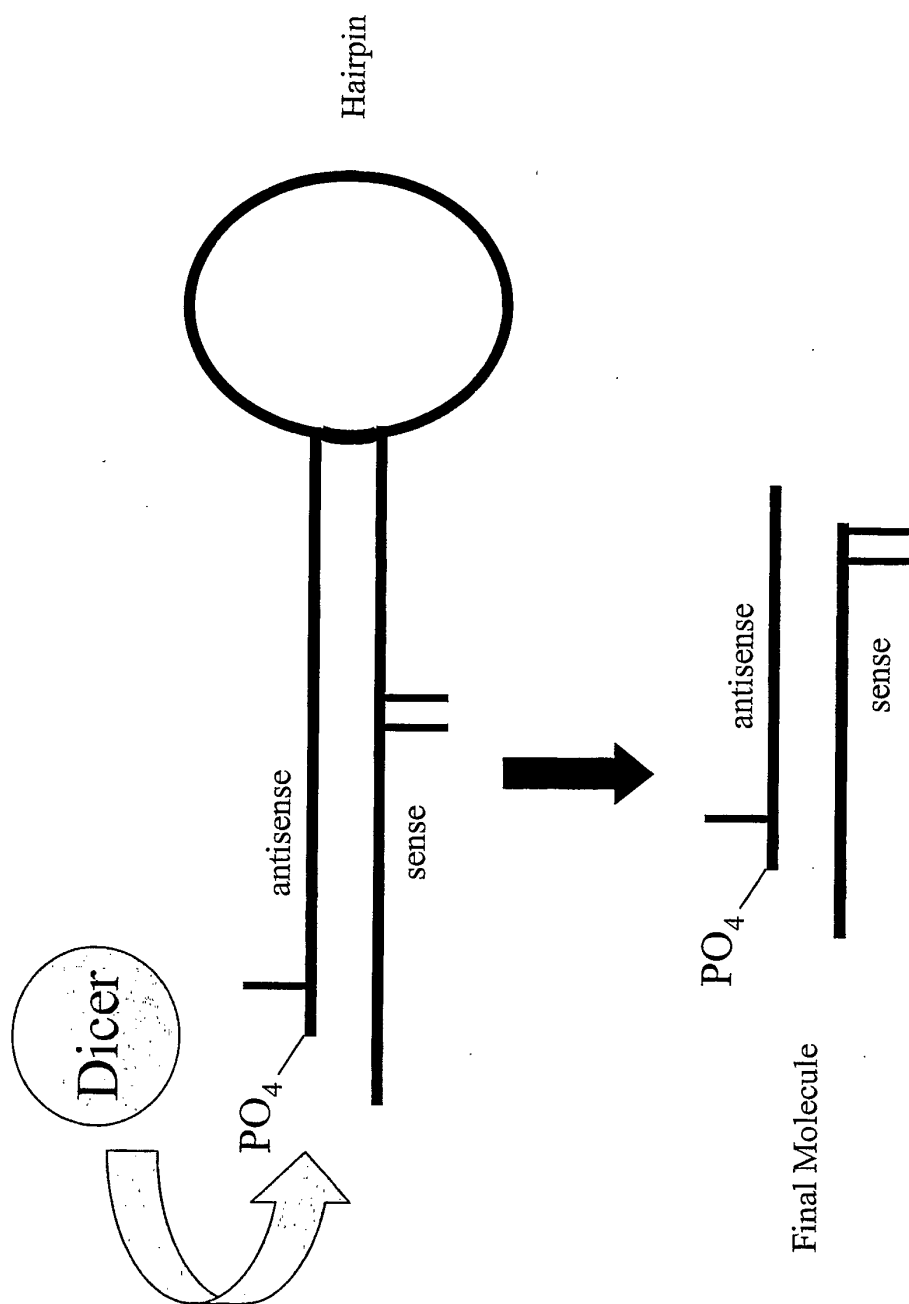 Hairpin
Dicer
PO4
antisense
sense
PO4
antisense
sense
Final Molecule